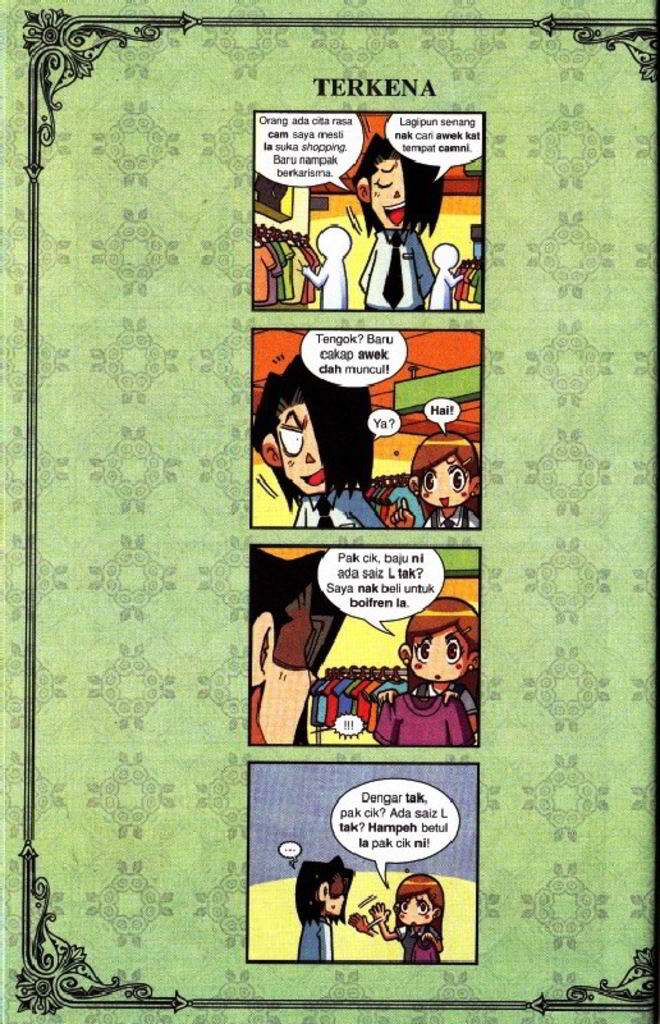 TERKENA
Orang ada cita rasa
cam saya mesti
la suka shopping.
Baru nampak
berkarisma.
Lagipun senang
nak cari awek kat
tempat camni.
Tengok? Baru
cakap awek
dah muncul!
Ya?
Hai!
Pak cik, baju ni
ada saiz L tak?
Saya nak beli untuk
boifren la.
!!!
Dengar tak,
pak cik? Ada saiz L
tak? Hampeh betul
la pak cik ni!
...